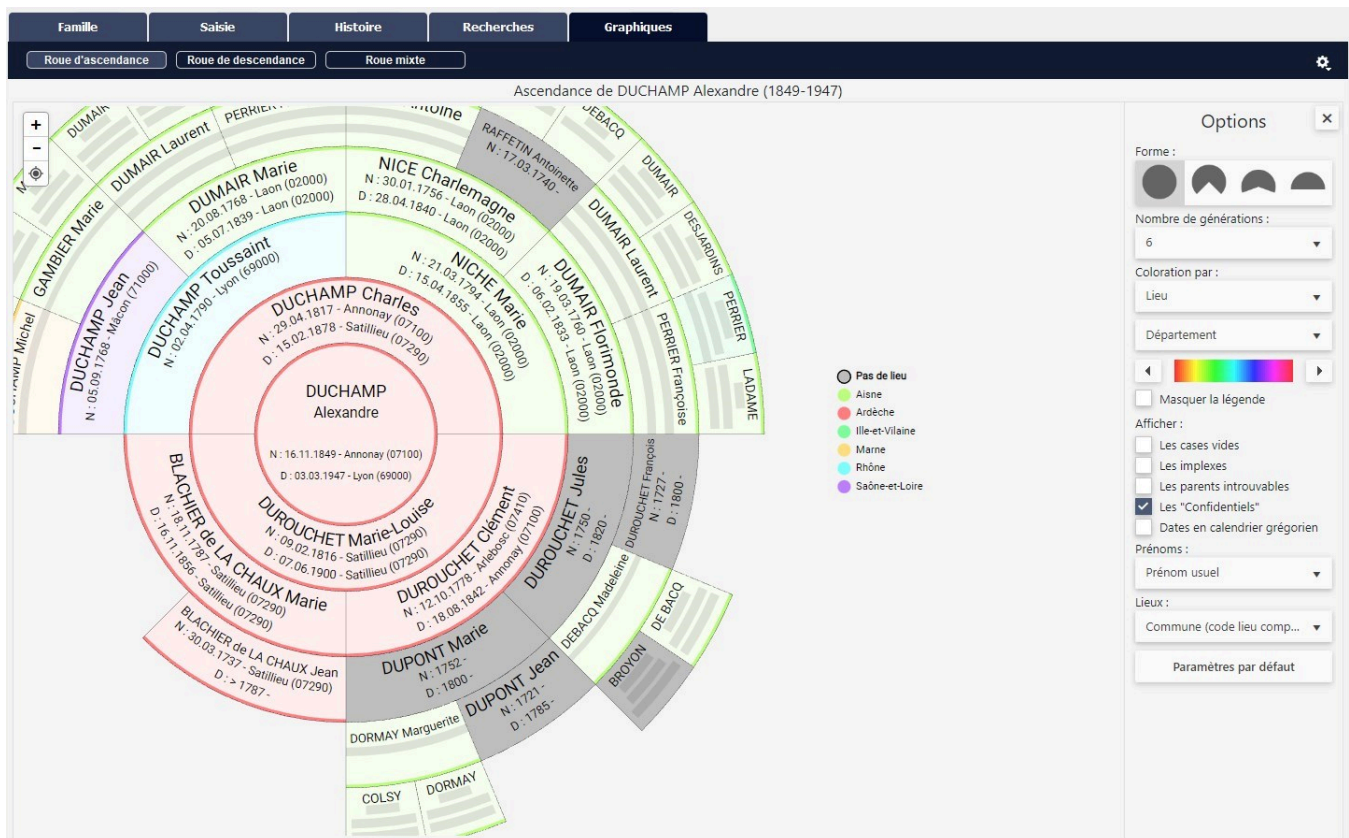 Famille
Saisie
Histoire
Recherches
Graphiques
Roue d'ascendance
Roue de descendance
Roue mixte
Ascendance de DUCHAMP Alexandre (1849-1947)
+
-
DUMAIR
DUMAIR Laurent
GAMBIER Marie
DUCHAMP Jean
N : 05.09.1768 - Mâcon (71000)
DUMAIR Marie
N : 20.08.1768 - Laon (02000)
D : 05.07.1839 - Laon (02000)
DUCHAMP Toussaint
N : 02.04.1790 - Lyon (69000)
NICE Charlemagne
N : 30.01.1756 - Laon (02000)
D : 28.04.1840 - Laon (02000)
RAFFETIN Antoinette
N : 17.03.1740 -
DEBACQ
DUMAIR
DESJARDINS
PERRIER
LADAME
DUMAIR Laurent
PERRIER Françoise
DUMAIR Florimonde
N : 19.03.1760 - Laon (02000)
D : 06.02.1833 - Laon (02000)
NICHE Marie
N : 21.03.1794 - Laon (02000)
D : 15.04.1855 - Laon (02000)
DUCHAMP Charles
N : 29.04.1817 - Annonay (07100)
D : 15.02.1878 - Satillieu (07290)
DUCHAMP
Alexandre
N : 16.11.1849 - Annonay (07100)
D : 03.03.1947 - Lyon (69000)
DUROUCHET Marie-Louise
N : 09.02.1816 - Satillieu (07290)
D : 07.06.1900 - Satillieu (07290)
BLACHIER de LA CHAUX Marie
N : 18.11.1787 - Satillieu (07290)
D : 16.11.1856 - Satillieu (07290)
DUROUCHET Clément
N : 12.10.1778 - Arlebosc (07410)
D : 18.08.1842 - Annonay (07100)
BLACHIER de LA CHAUX Jean
N : 30.03.1737 - Satillieu (07290)
D : > 1787 -
DUROUCHET Jules
N : 1750 -
D : 1820 -
DUROUCHET François
N : 1727 -
D : 1800 -
DEBACQ Madeleine
DE BACQ
BROYON
DUPONT Marie
N : 1752 -
D : 1800 -
DUPONT Jean
N : 1721 -
D : 1785 -
DORMAY Marguerite
COLSY
DORMAY
Pas de lieu
Aisne
Ardèche
Ille-et-Vilaine
Marne
Rhône
Saône-et-Loire
Options
×
Forme :
Nombre de générations :
6
Coloration par :
Lieu
Département
Masquer la légende
Afficher :
Les cases vides
Les implexes
Les parents introuvables
Les "Confidentiels"
Dates en calendrier grégorien
Prénoms :
Prénom usuel
Lieux :
Commune (code lieu comp...
Paramètres par défaut